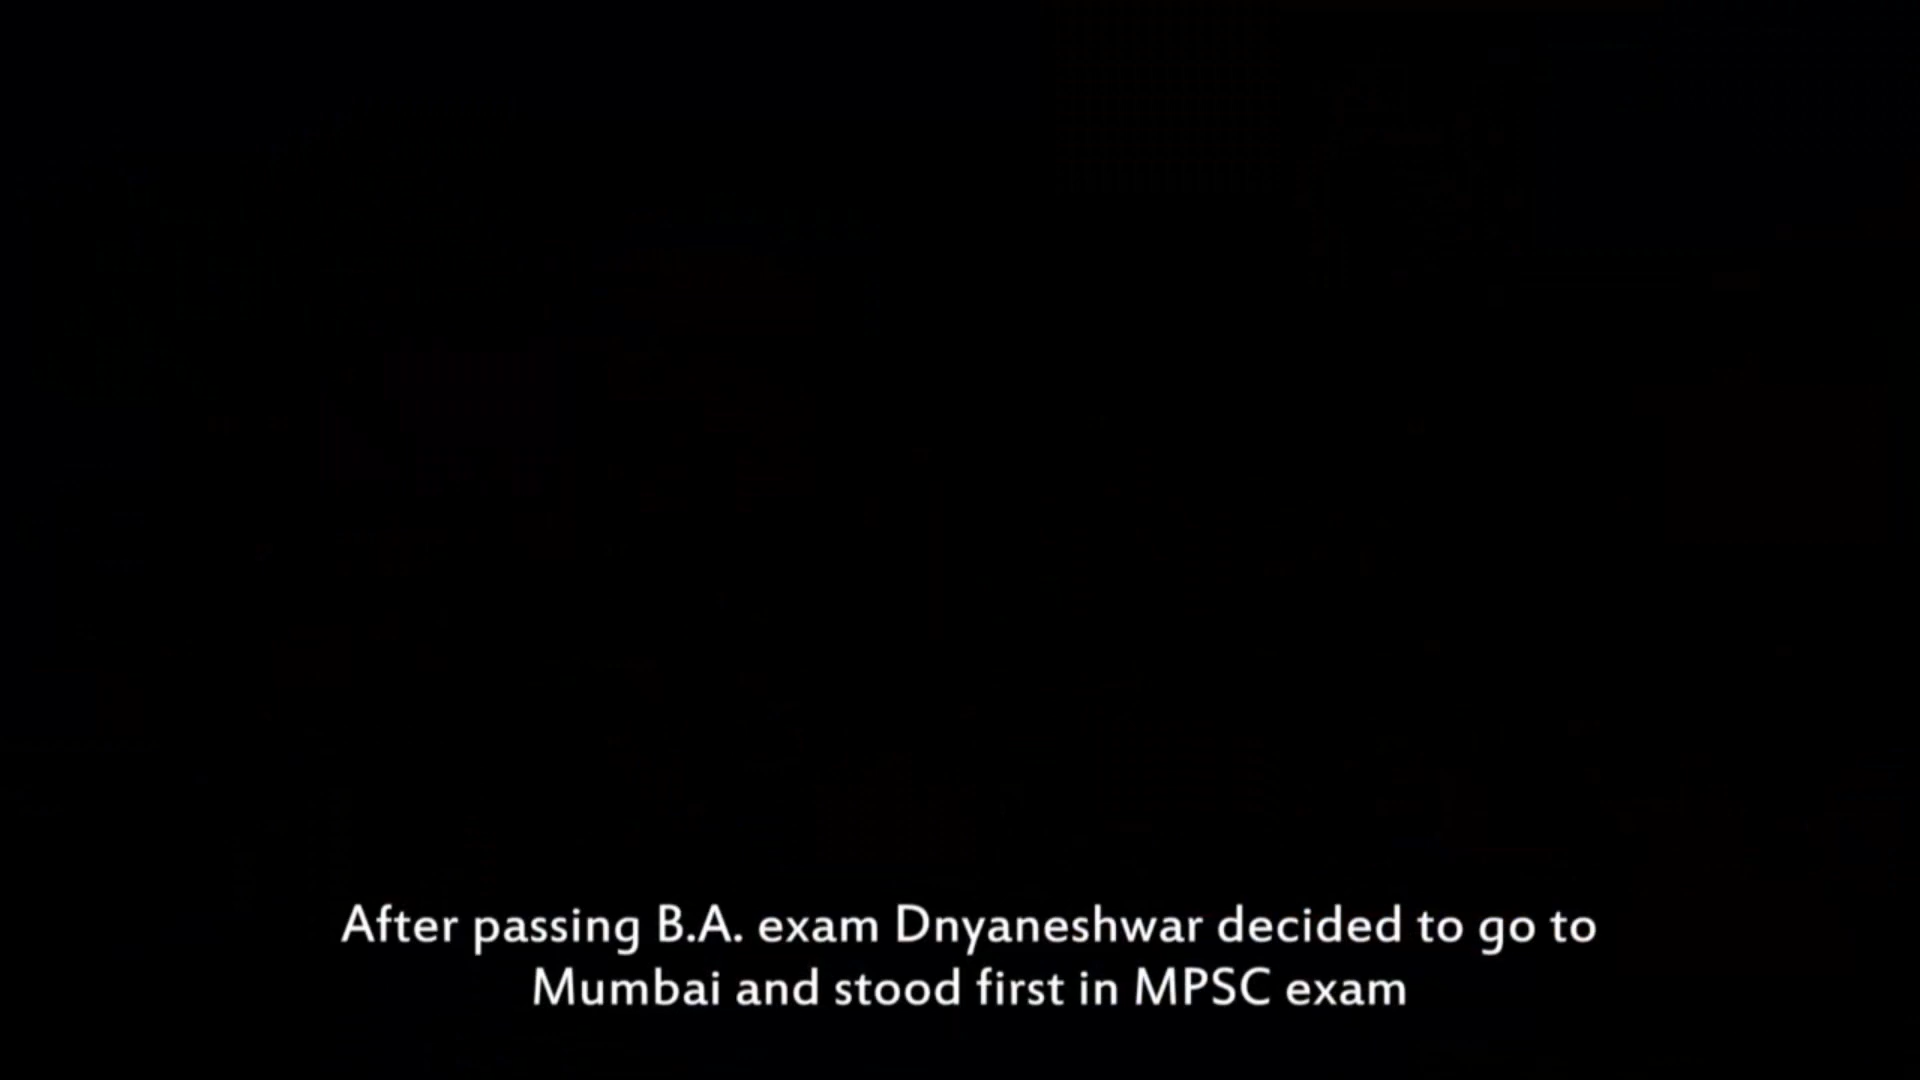 After passing B.A. exam Dnyaneshwar decided to go to
Mumbai and stood first in MPSC exam